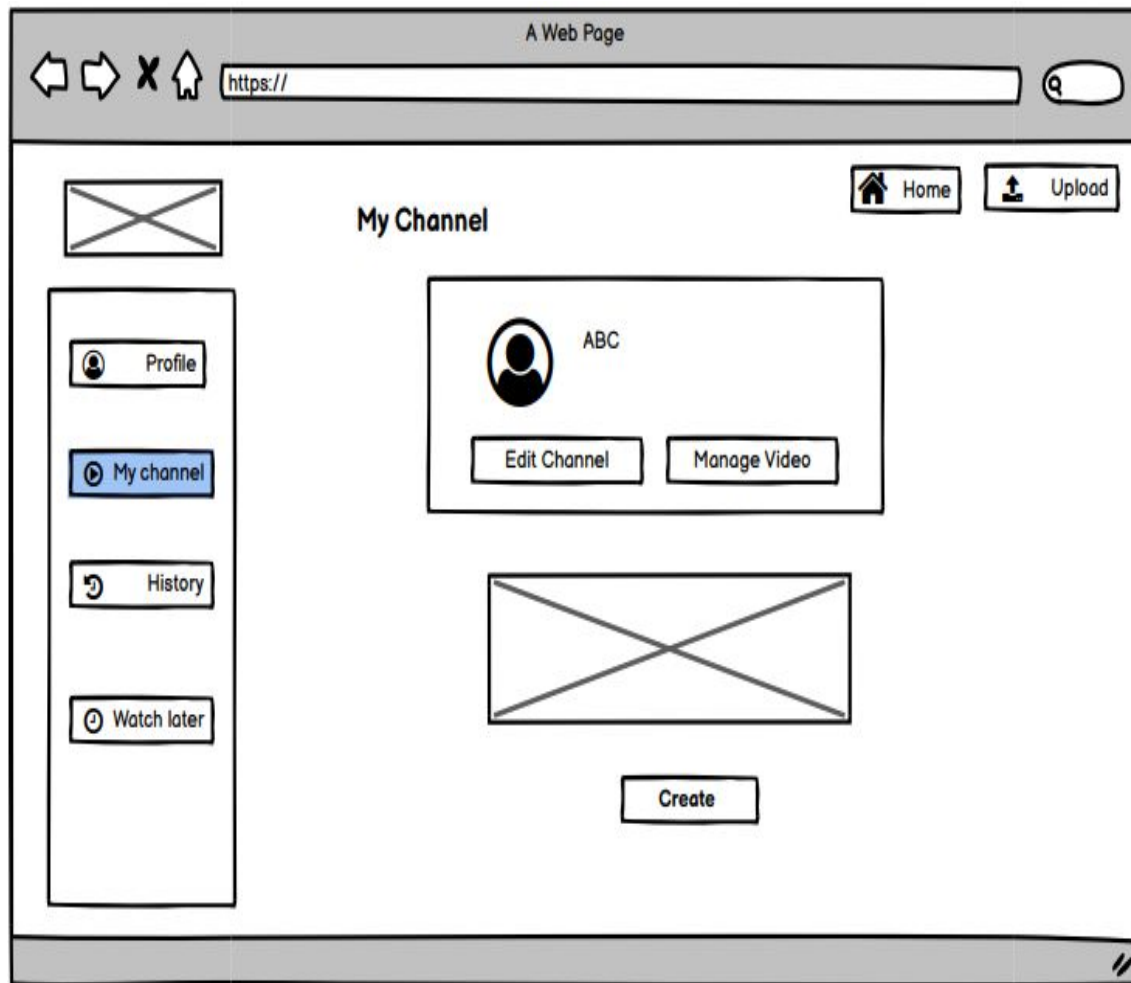 A Web Page
https://
Home
Upload
My Channel
Profile
ABC
Edit Channel
Manage Video
My channel
History
Watch later
Create